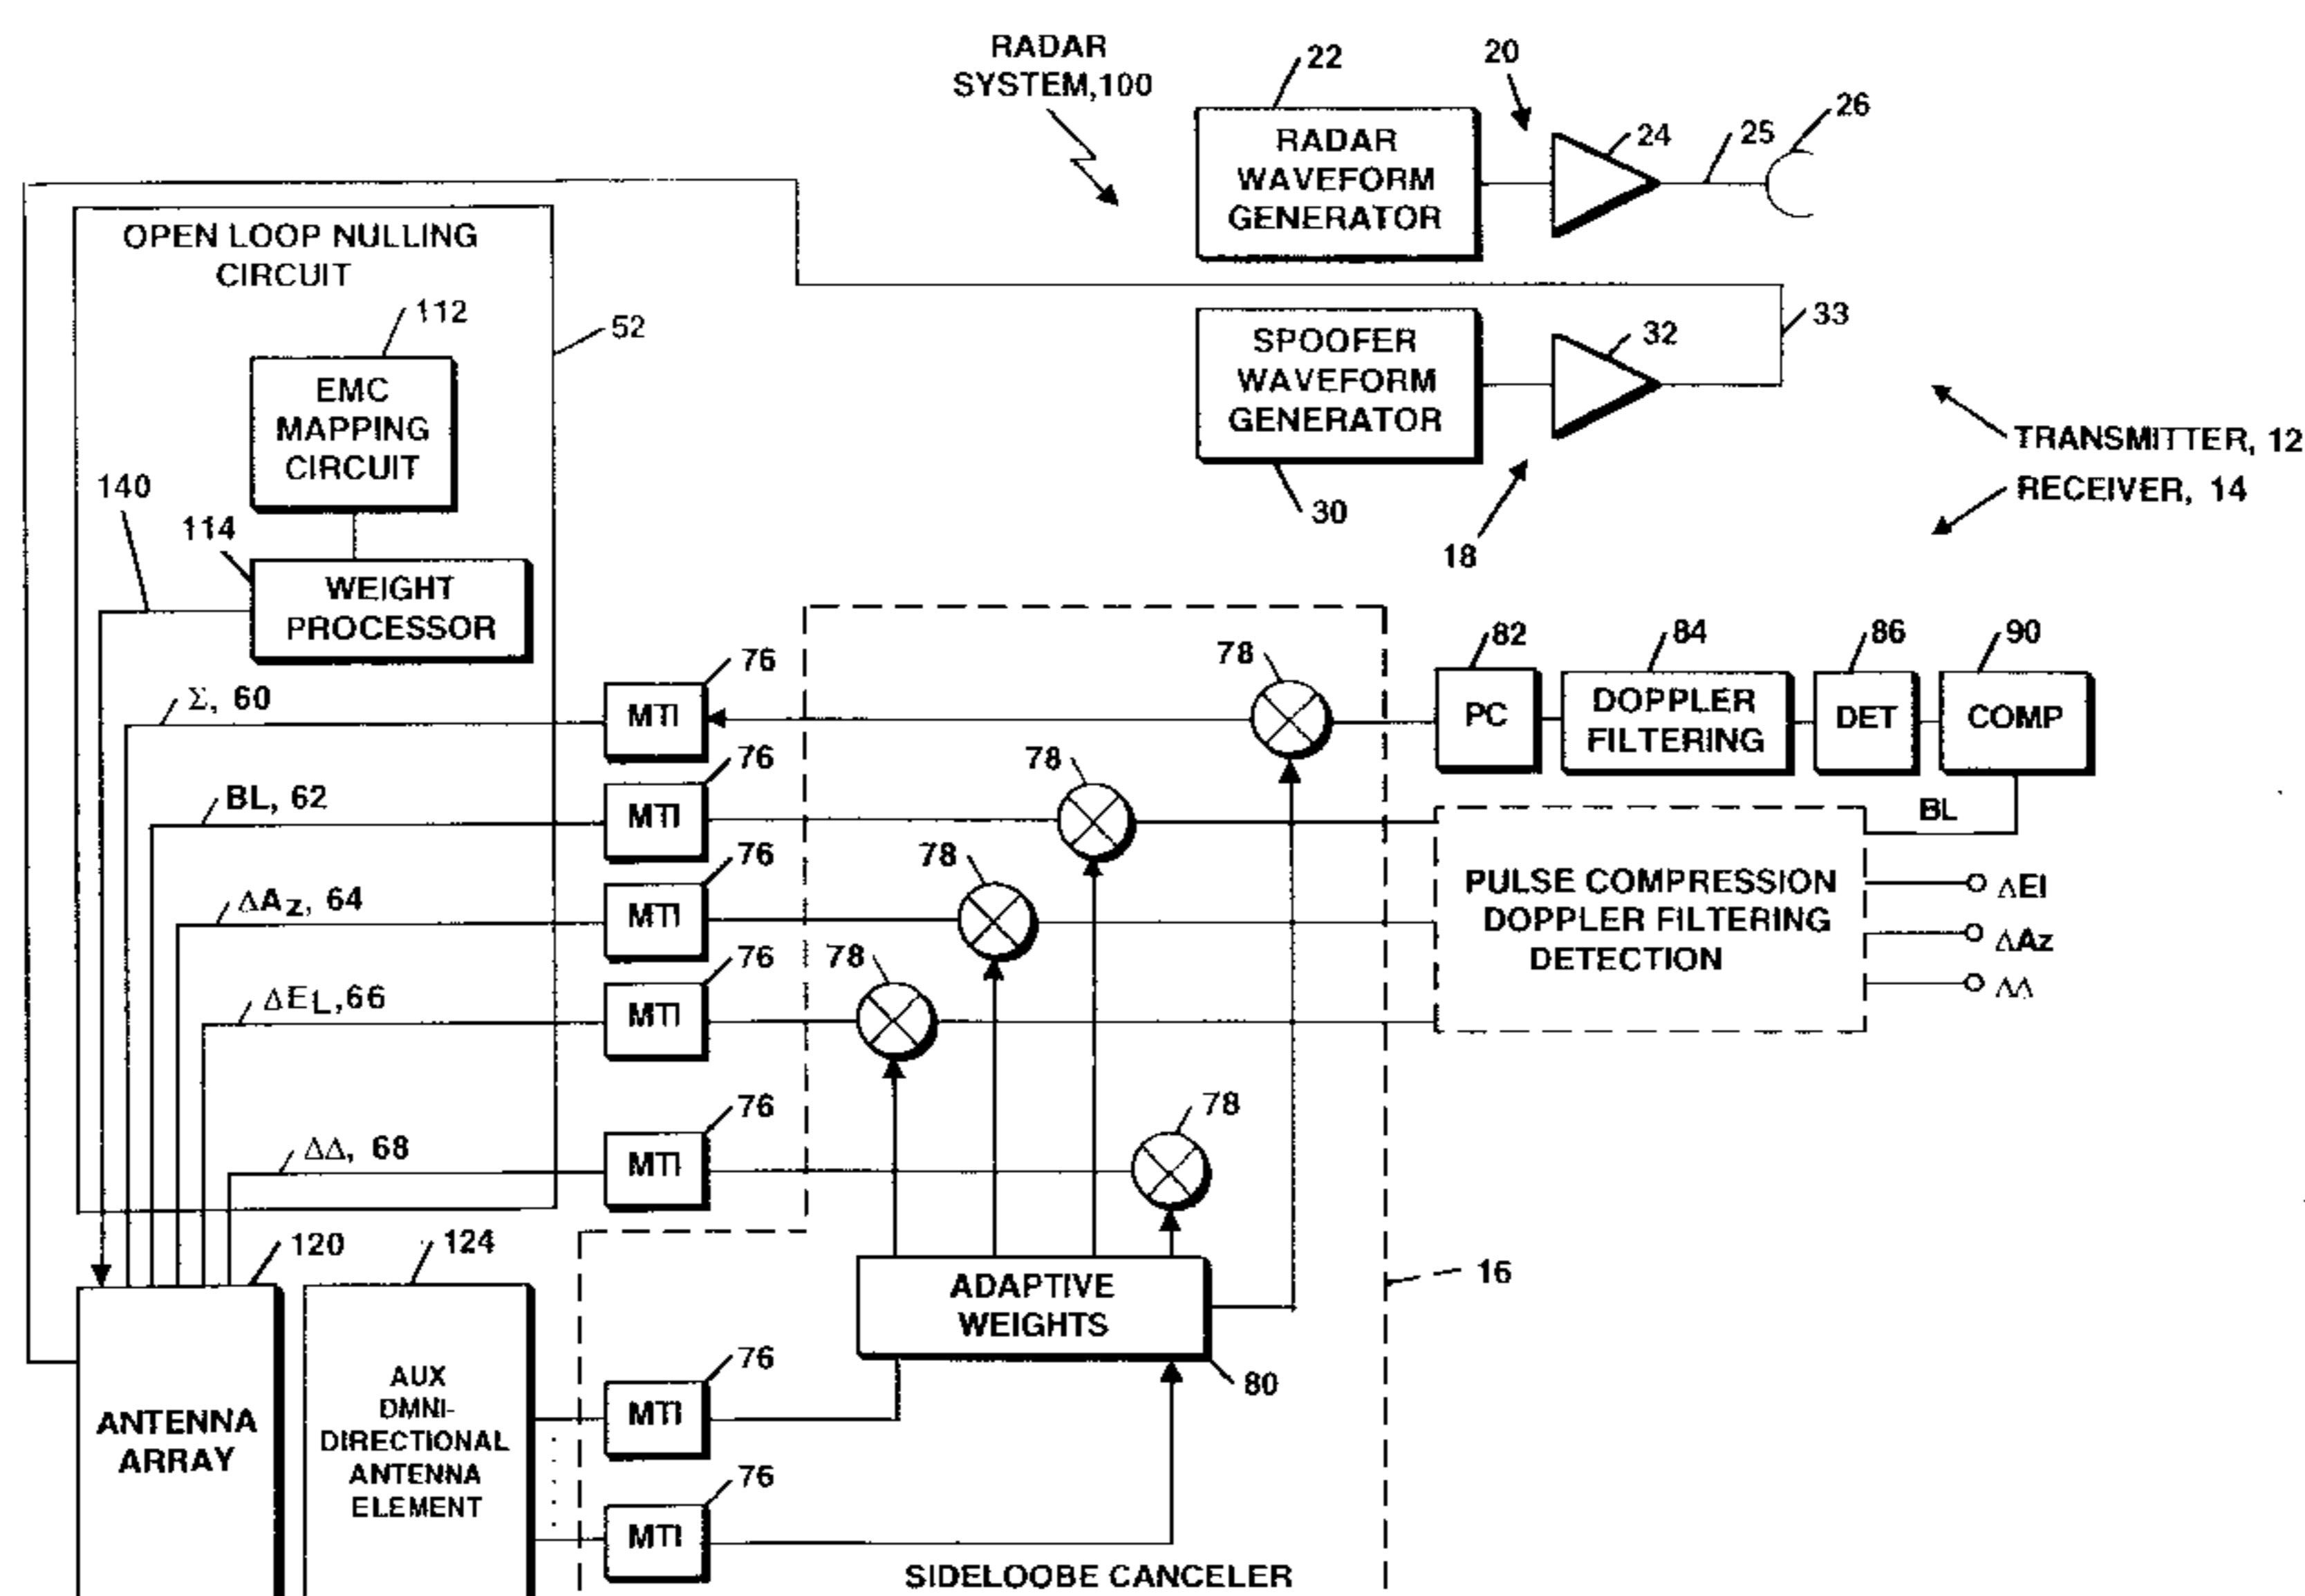 RADAR
SYSTEM,100
22
20
26
RADAR
WAVEFORM
GENERATOR
24
25
OPEN LOOP NULLING
CIRCUIT
112
52
SPOOFER
WAVEFORM
GENERATOR
32
33
EMC
MAPPING
CIRCUIT
TRANSMITTER, 12
RECEIVER, 14
140
114
30
18
WEIGHT
PROCESSOR
76
78
82
84
86
90
Σ, 60
MTI
PC
DOPPLER
FILTERING
DET
COMP
76
78
BL, 62
MTI
BL
76
78
ΔAz, 64
MTI
PULSE COMPRESSION
DOPPLER FILTERING
DETECTION
ΔEl
ΔAz
ΔΔ
76
78
ΔEL,66
MTI
76
78
ΔΔ, 68
MTI
120
124
16
ADAPTIVE
WEIGHTS
80
76
MTI
ANTENNA
ARRAY
AUX
DMNI-
DIRECTIONAL
ANTENNA
ELEMENT
76
MTI
SIDELOOBE CANCELER